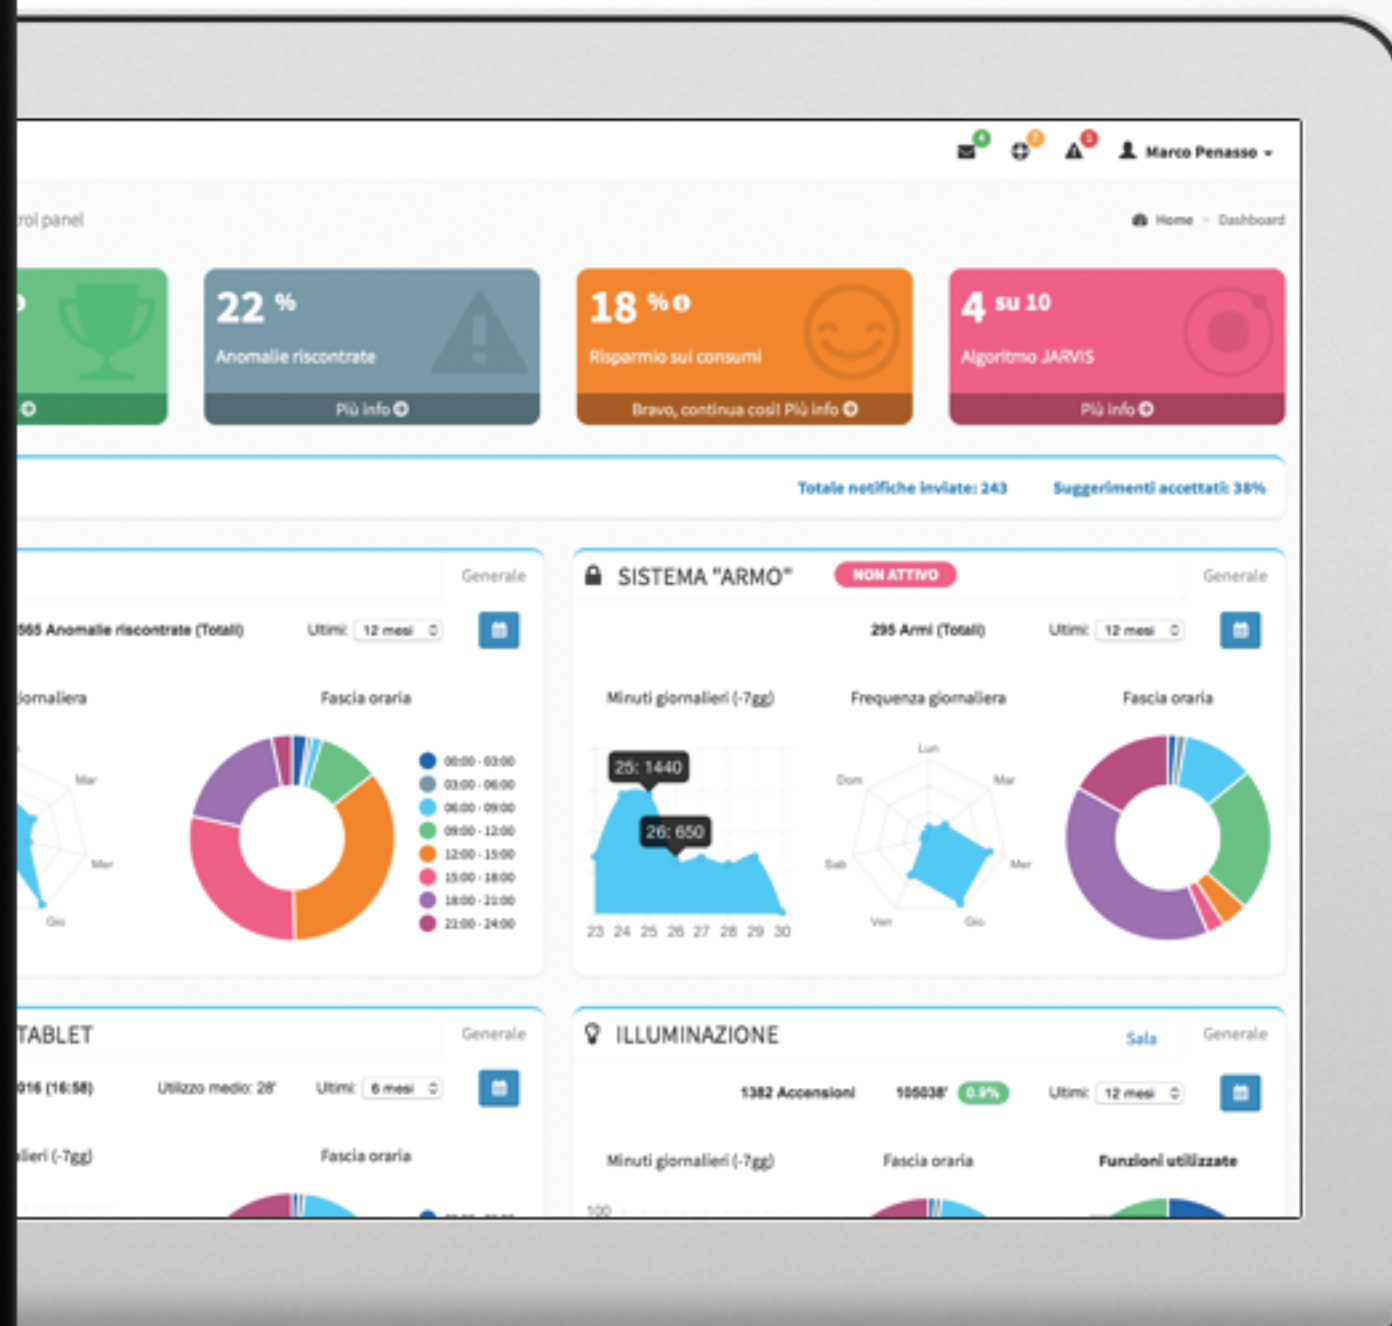 Marco Penasso
Home > Dashboard
22 %
Anomalie riscontrate
Più info
18 %
Risparmio sui consumi
Bravo, continua così! Più info
4 su 10
Algoritmo JARVIS
Più info
Totale notifiche inviate: 243 Suggerimenti accettati: 38%
Generale
565 Anomalie riscontrate (Totali) Ultimi: 12 mesi
Fascia oraria
Mar
Mer
Gio
00:00 - 03:00
03:00 - 06:00
06:00 - 09:00
09:00 - 12:00
12:00 - 15:00
15:00 - 18:00
18:00 - 21:00
21:00 - 24:00
SISTEMA "ARMO" NON ATTIVO Generale
295 Armi (Totali) Ultimi: 12 mesi
Minuti giornalieri (-7gg) Frequenza giornaliera Fascia oraria
25: 1440
26: 650
23 24 25 26 27 28 29 30
Lun
Mar
Mer
Gio
Ven
Sab
Dom
TABLET Generale
(16:58) Utilizzo medio: 28' Ultimi: 6 mesi
(-7gg) Fascia oraria
ILLUMINAZIONE Sala Generale
1382 Accensioni 105038' 0.9% Ultimi: 12 mesi
Minuti giornalieri (-7gg) Fascia oraria Funzioni utilizzate
100